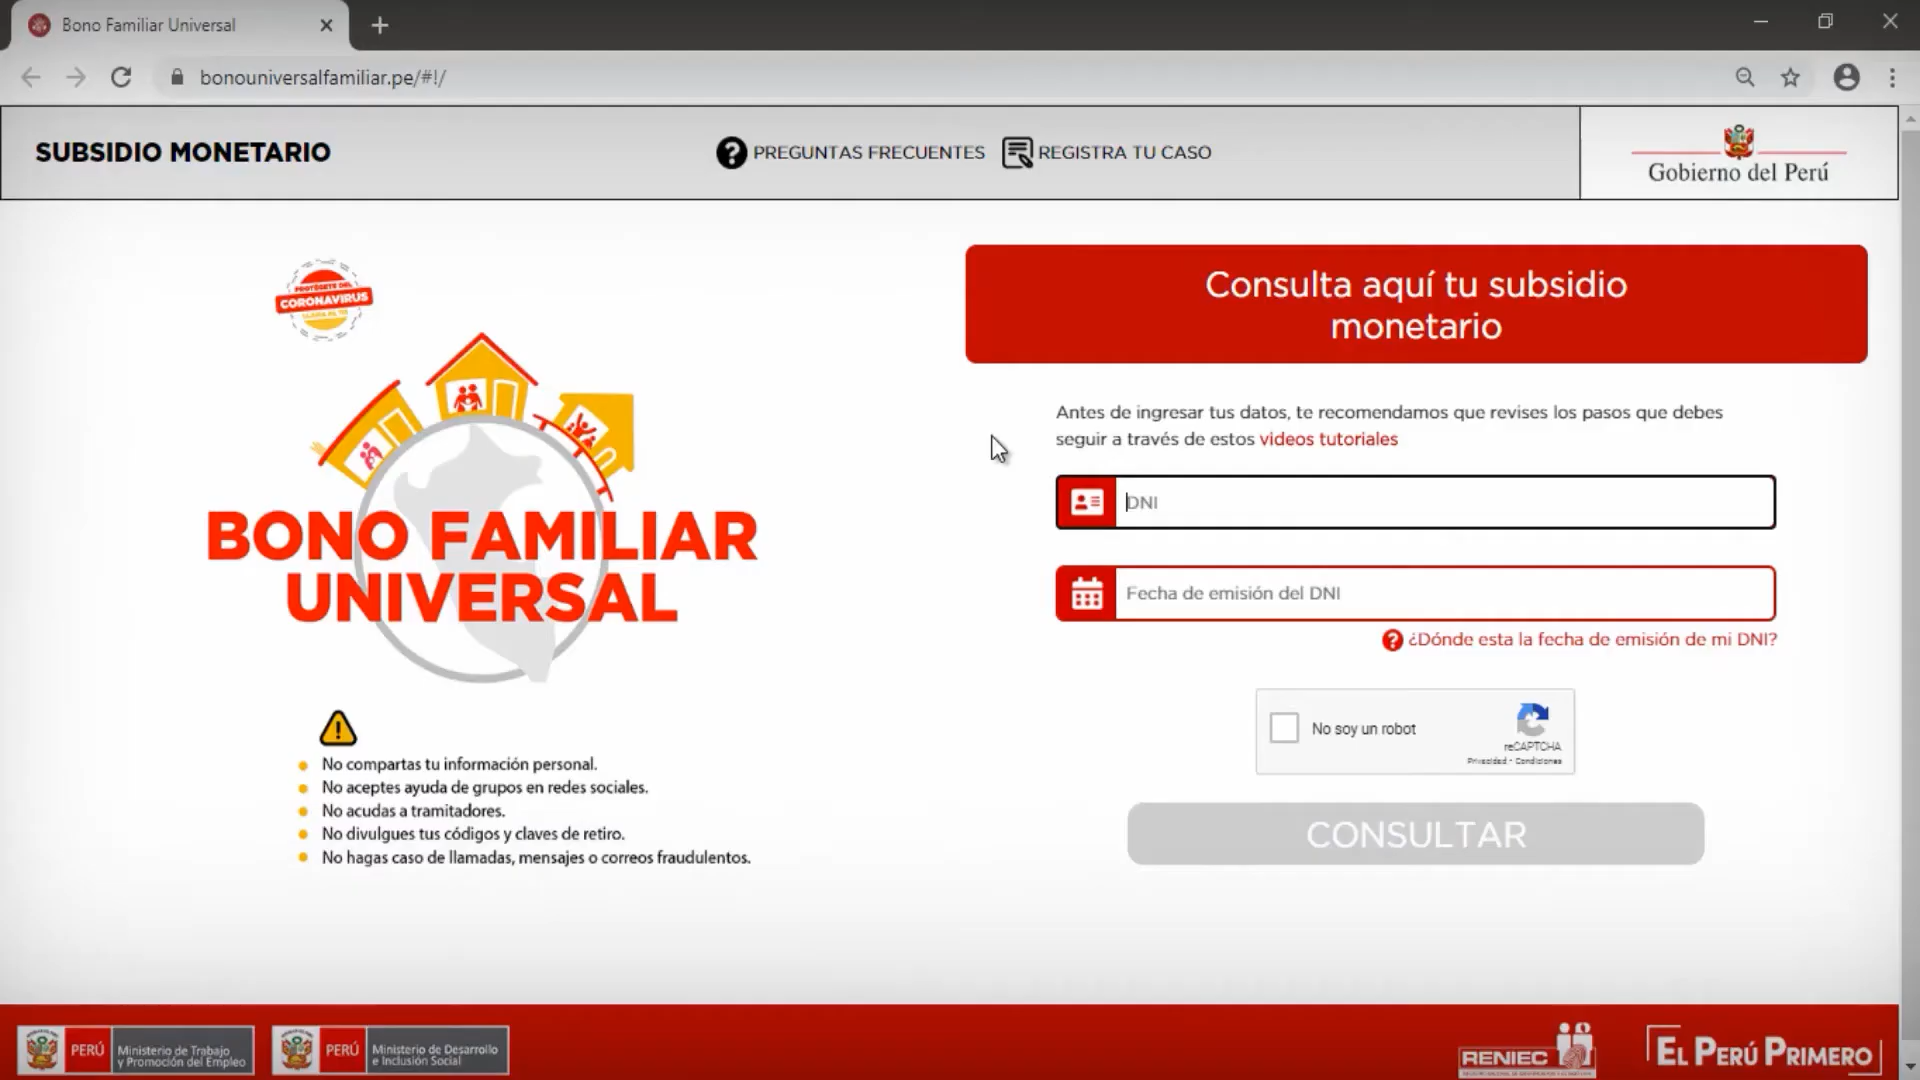 Bono Familiar Universal
bonouniversalfamiliar.pe/#!/
SUBSIDIO MONETARIO
PREGUNTAS FRECUENTES
REGISTRA TU CASO
Gobierno del Perú
PROTÉGETE DEL
CORONAVIRUS
BONO FAMILIAR
UNIVERSAL
No compartas tu información personal.
No aceptes ayuda de grupos en redes sociales.
No acudas a tramitadores.
No divulgues tus códigos y claves de retiro.
No hagas caso de llamadas, mensajes o correos fraudulentos.
Consulta aquí tu subsidio
monetario
Antes de ingresar tus datos, te recomendamos que revises los pasos que debes
seguir a través de estos videos tutoriales
DNI
Fecha de emisión del DNI
¿Dónde esta la fecha de emisión de mi DNI?
No soy un robot
reCAPTCHA
Privacidad - Condiciones
CONSULTAR
PERÚ
Ministerio de Trabajo
y Promoción del Empleo
PERÚ
Ministerio de Desarrollo
e Inclusión Social
RENIEC
EL PERÚ PRIMERO